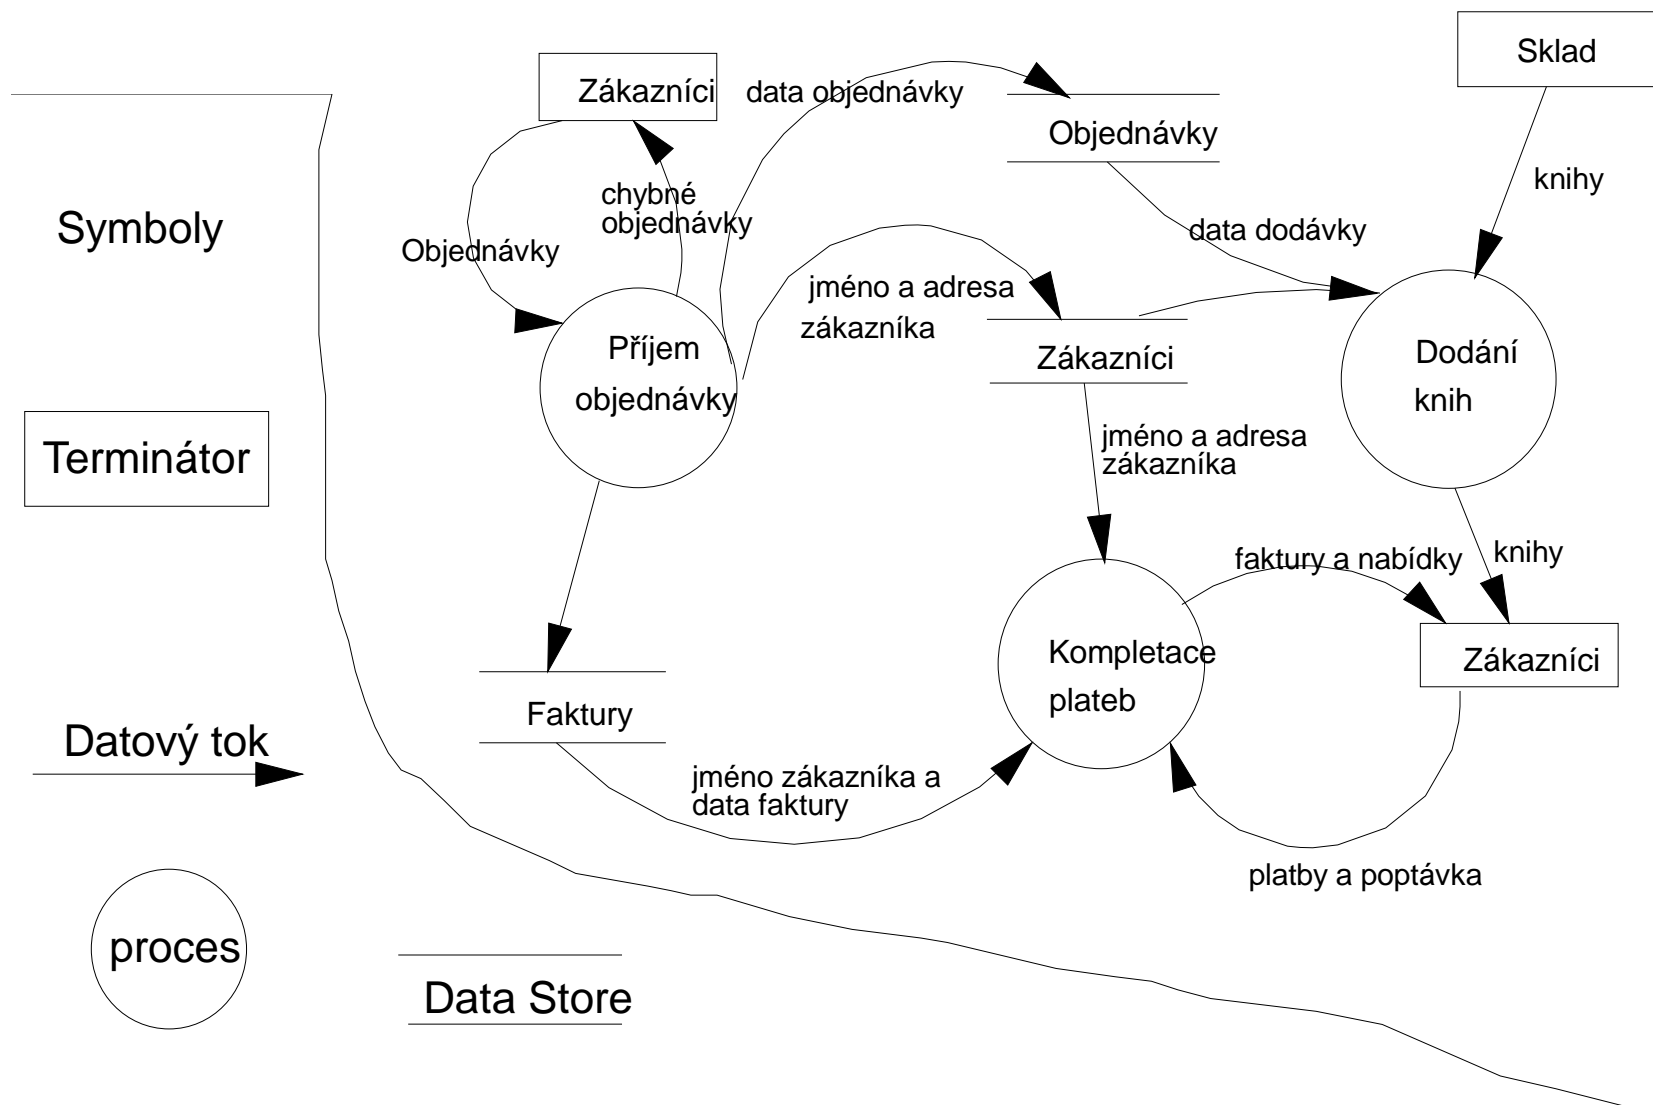 Sklad
Zákazníci
data objednávky
Objednávky
knihy
chybné
objednávky
Symboly
Objednávky
data dodávky
jméno a adresa
zákazníka
Příjem
objednávky
Zákazníci
Dodání
knih
jméno a adresa
zákazníka
Terminátor
faktury a nabídky
knihy
Kompletace
plateb
Zákazníci
Faktury
Datový tok
jméno zákazníka a
data faktury
platby a poptávka
proces
Data Store